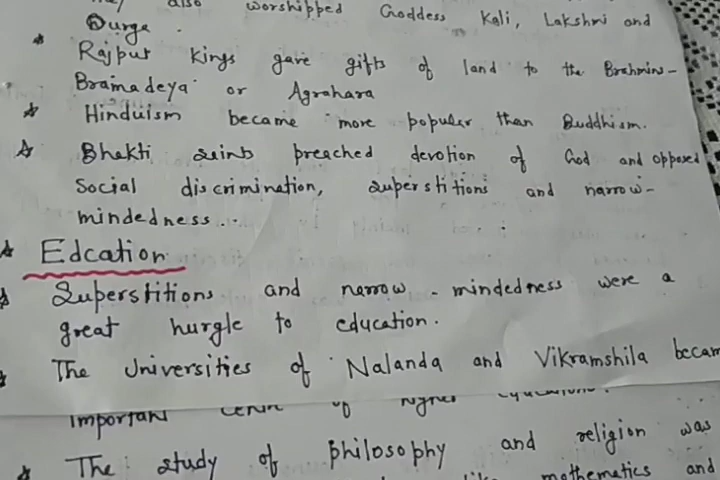 also worshipped Goddess Kali, Lakshmi and
Durga.
Rajput kings gave gifts of land to the Brahmins-
Bramadeya or Agrahara
Hinduism became more populer than Buddhism.
Bhakti saints preached devotion of God and opposed
Social discrimination, superstitions and narrow-
mindedness..
Edcation
Superstitions and narrow-mindedness were a
great hurgle to education.
The Universities of Nalanda and Vikramshila becam
important of higher
The study of philosophy and religion was
like mathematics and